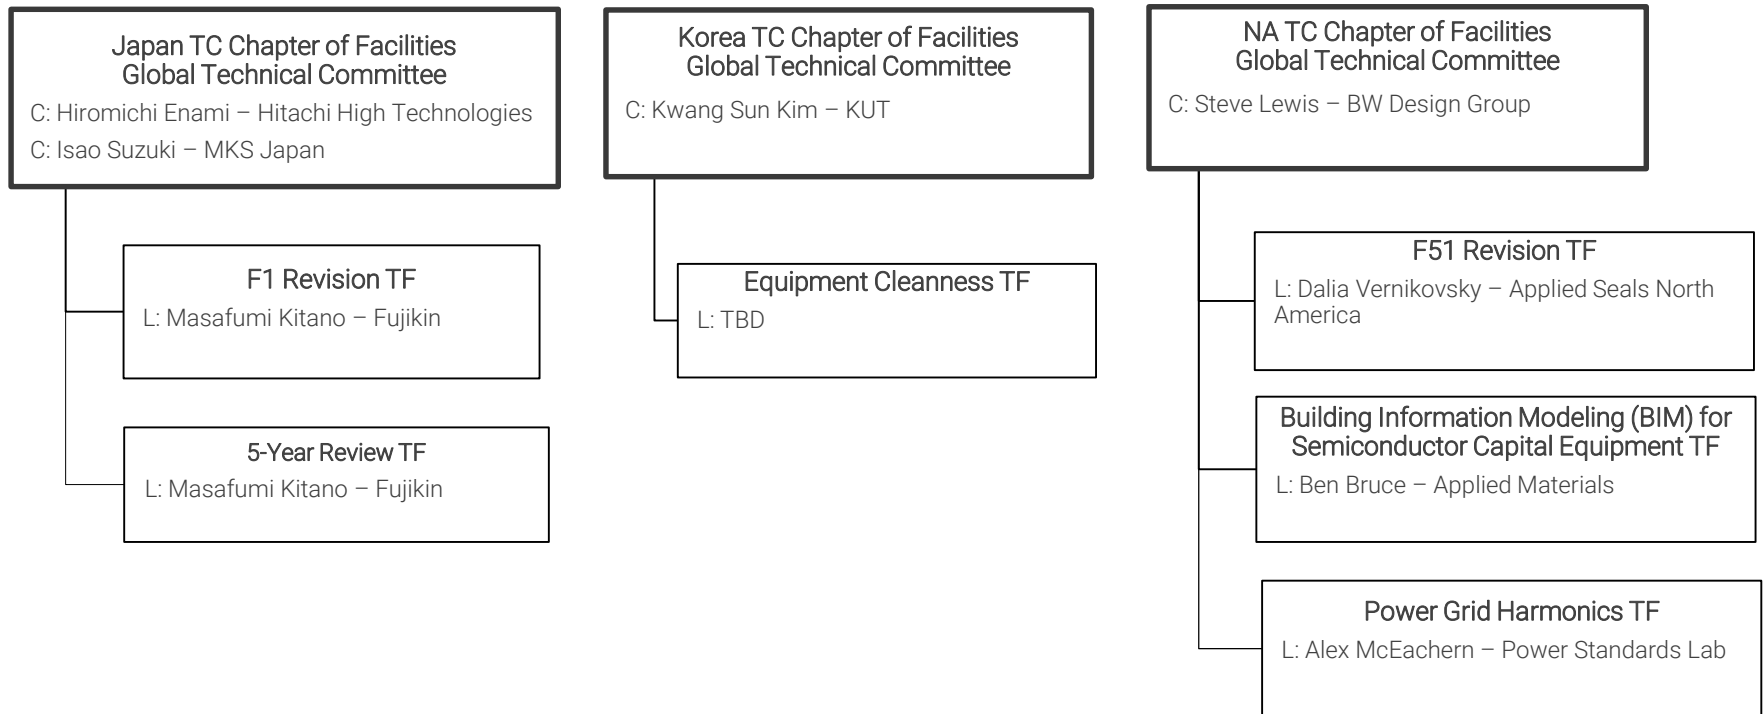 Japan TC Chapter of Facilities
Global Technical Committee
C: Hiromichi Enami – Hitachi High Technologies
C: Isao Suzuki – MKS Japan
F1 Revision TF
L: Masafumi Kitano – Fujikin
5-Year Review TF
L: Masafumi Kitano – Fujikin
Korea TC Chapter of Facilities
Global Technical Committee
C: Kwang Sun Kim – KUT
Equipment Cleanness TF
L: TBD
NA TC Chapter of Facilities
Global Technical Committee
C: Steve Lewis – BW Design Group
F51 Revision TF
L: Dalia Vernikovsky – Applied Seals North
America
Building Information Modeling (BIM) for
Semiconductor Capital Equipment TF
L: Ben Bruce – Applied Materials
Power Grid Harmonics TF
L: Alex McEachern – Power Standards Lab